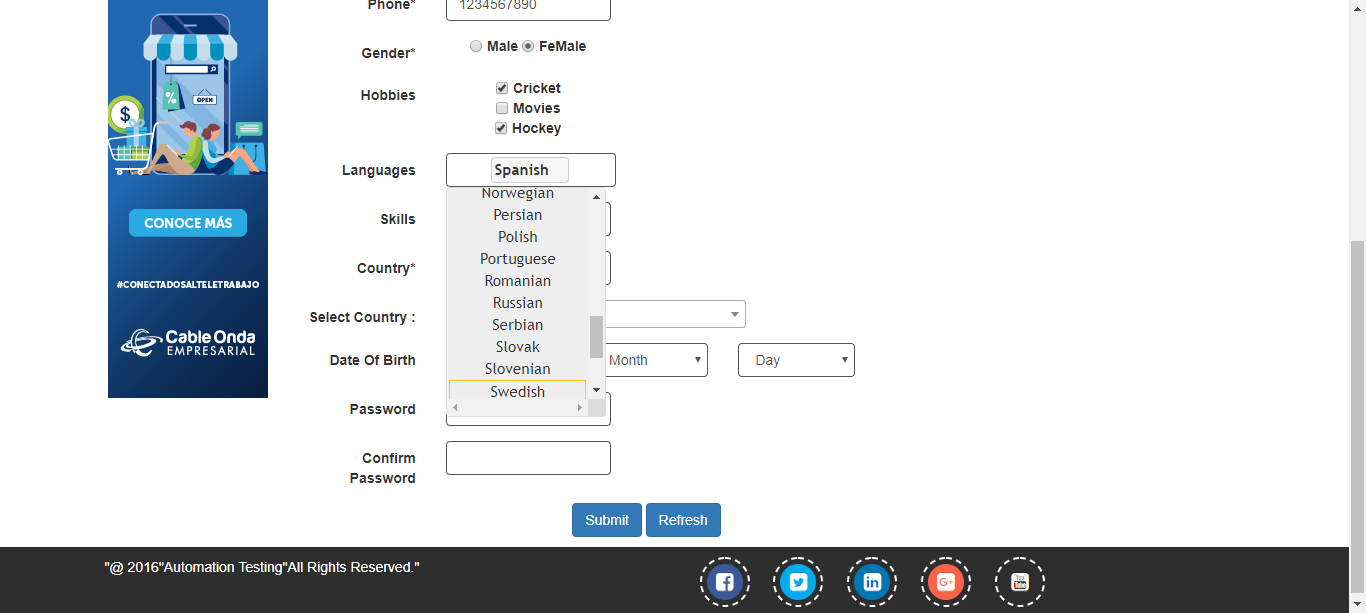 Phone*
1234567890
Gender*
Male FeMale
Hobbies
Cricket
Movies
Hockey
Languages
Spanish
Norwegian
Persian
Polish
Portuguese
Romanian
Russian
Serbian
Slovak
Slovenian
Swedish
Skills
Country*
Select Country :
Date Of Birth
Month
Day
Password
Confirm
Password
Submit
Refresh
$
%
OPEN
CONOCE MÁS
#CONECTADOSALTELETRABAJO
Cable Onda
EMPRESARIAL
"@ 2016"Automation Testing"All Rights Reserved."
f
in
G+
You
Tube